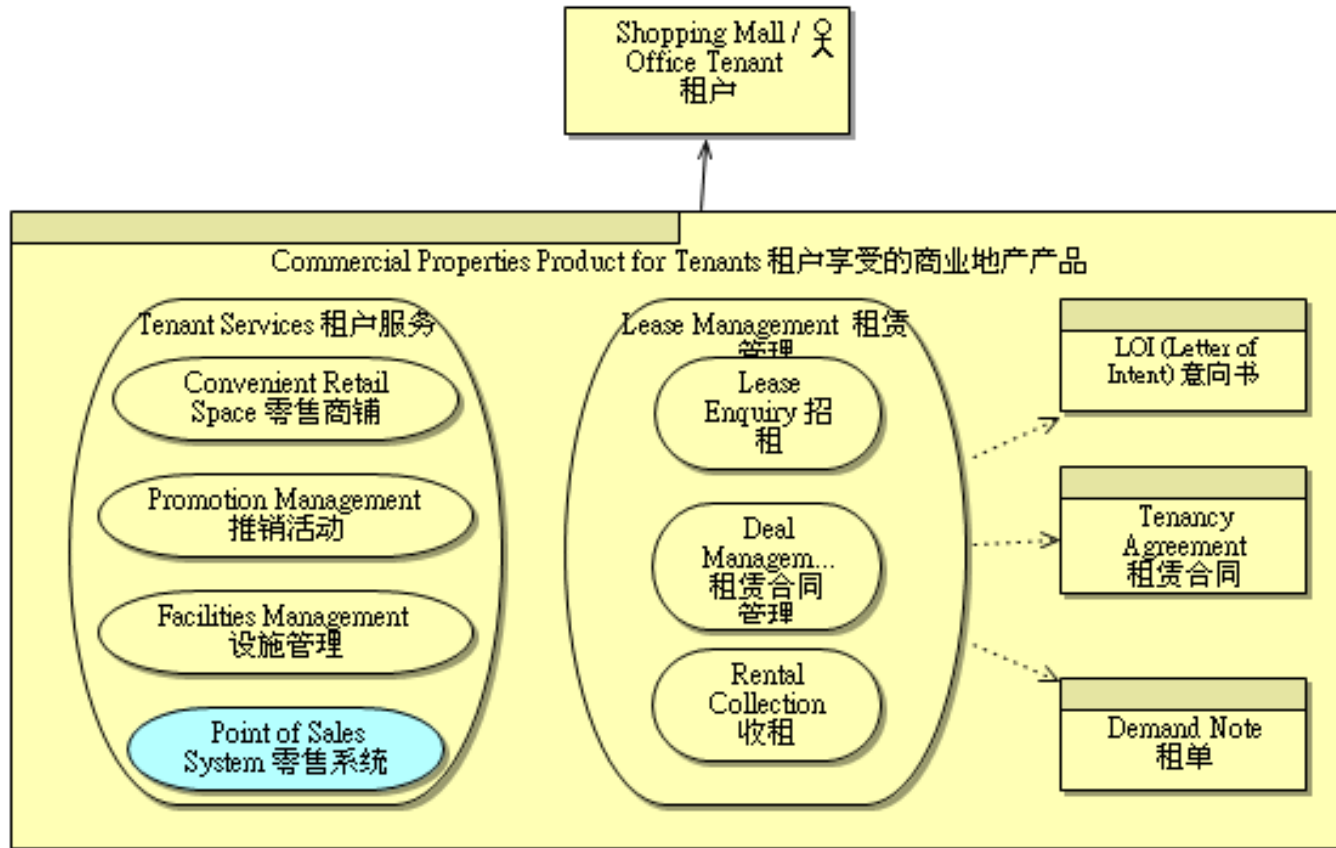 Shopping Mall /
Office Tenant
租户
Commercial Properties Product for Tenants 租户享受的商业地产产品
Tenant Services 租户服务
Convenient Retail
Space 零售商铺
Promotion Management
推销活动
Facilities Management
设施管理
Point of Sales
System 零售系统
Lease Management 租赁
管理
Lease
Enquiry 招
租
Deal
Managem...
租赁合同
管理
Rental
Collection
收租
LOI (Letter of
Intent) 意向书
Tenancy
Agreement
租赁合同
Demand Note
租单